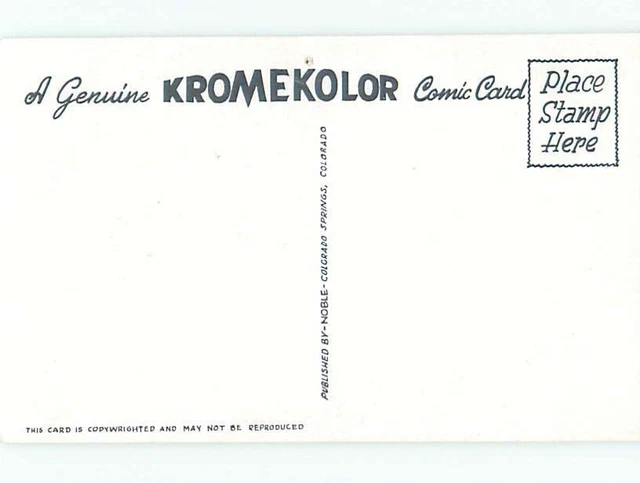 A Genuine KROMEKOLOR Comic Card
Place
Stamp
Here
PUBLISHED BY-NOBLE-COLORADO SPRINGS, COLORADO
THIS CARD IS COPYWRIGHTED AND MAY NOT BE REPRODUCED